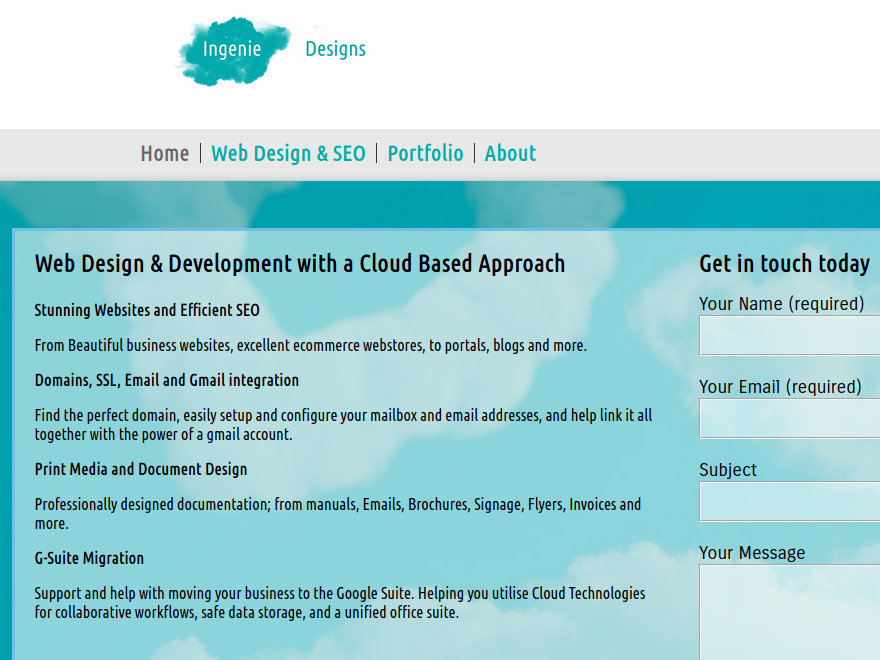 Ingenie Designs
Home | Web Design & SEO | Portfolio | About
Web Design & Development with a Cloud Based Approach
Stunning Websites and Efficient SEO
From Beautiful business websites, excellent ecommerce webstores, to portals, blogs and more.
Domains, SSL, Email and Gmail integration
Find the perfect domain, easily setup and configure your mailbox and email addresses, and help link it all
together with the power of a gmail account.
Print Media and Document Design
Professionally designed documentation; from manuals, Emails, Brochures, Signage, Flyers, Invoices and
more.
G-Suite Migration
Support and help with moving your business to the Google Suite. Helping you utilise Cloud Technologies
for collaborative workflows, safe data storage, and a unified office suite.
Get in touch today
Your Name (required)
Your Email (required)
Subject
Your Message